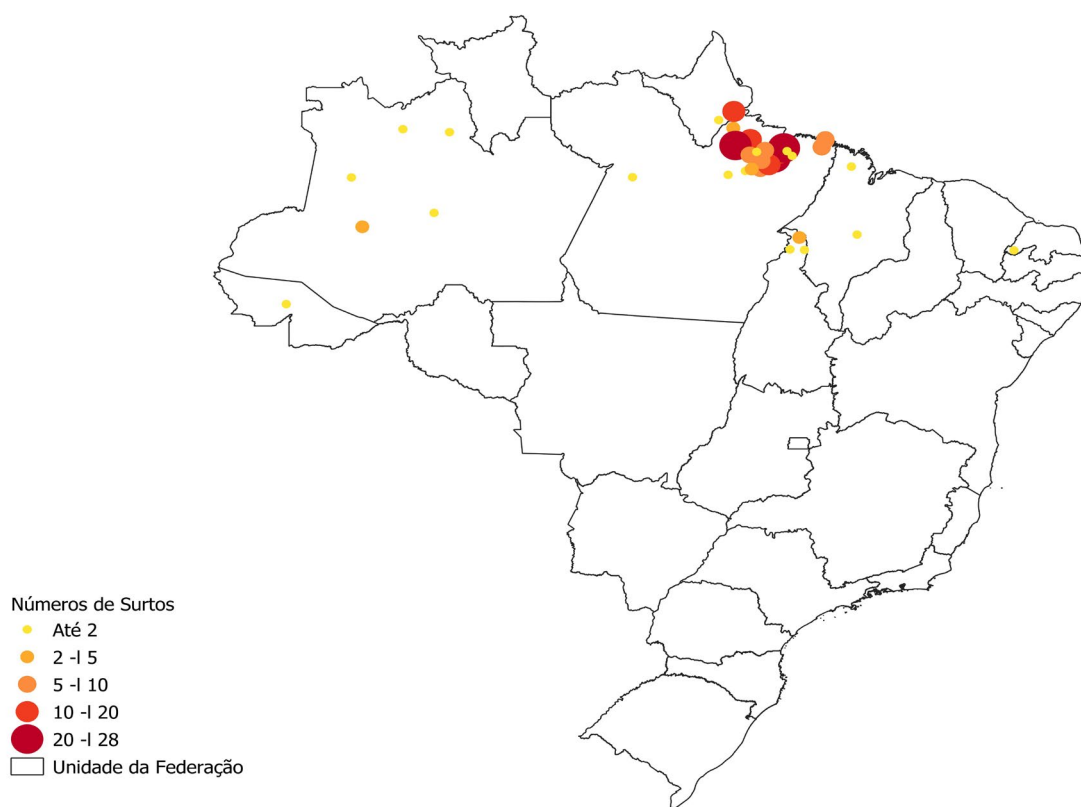 Números de Surtos
Até 2
2 -l 5
5 -l 10
10 -l 20
20 -l 28
Unidade da Federação